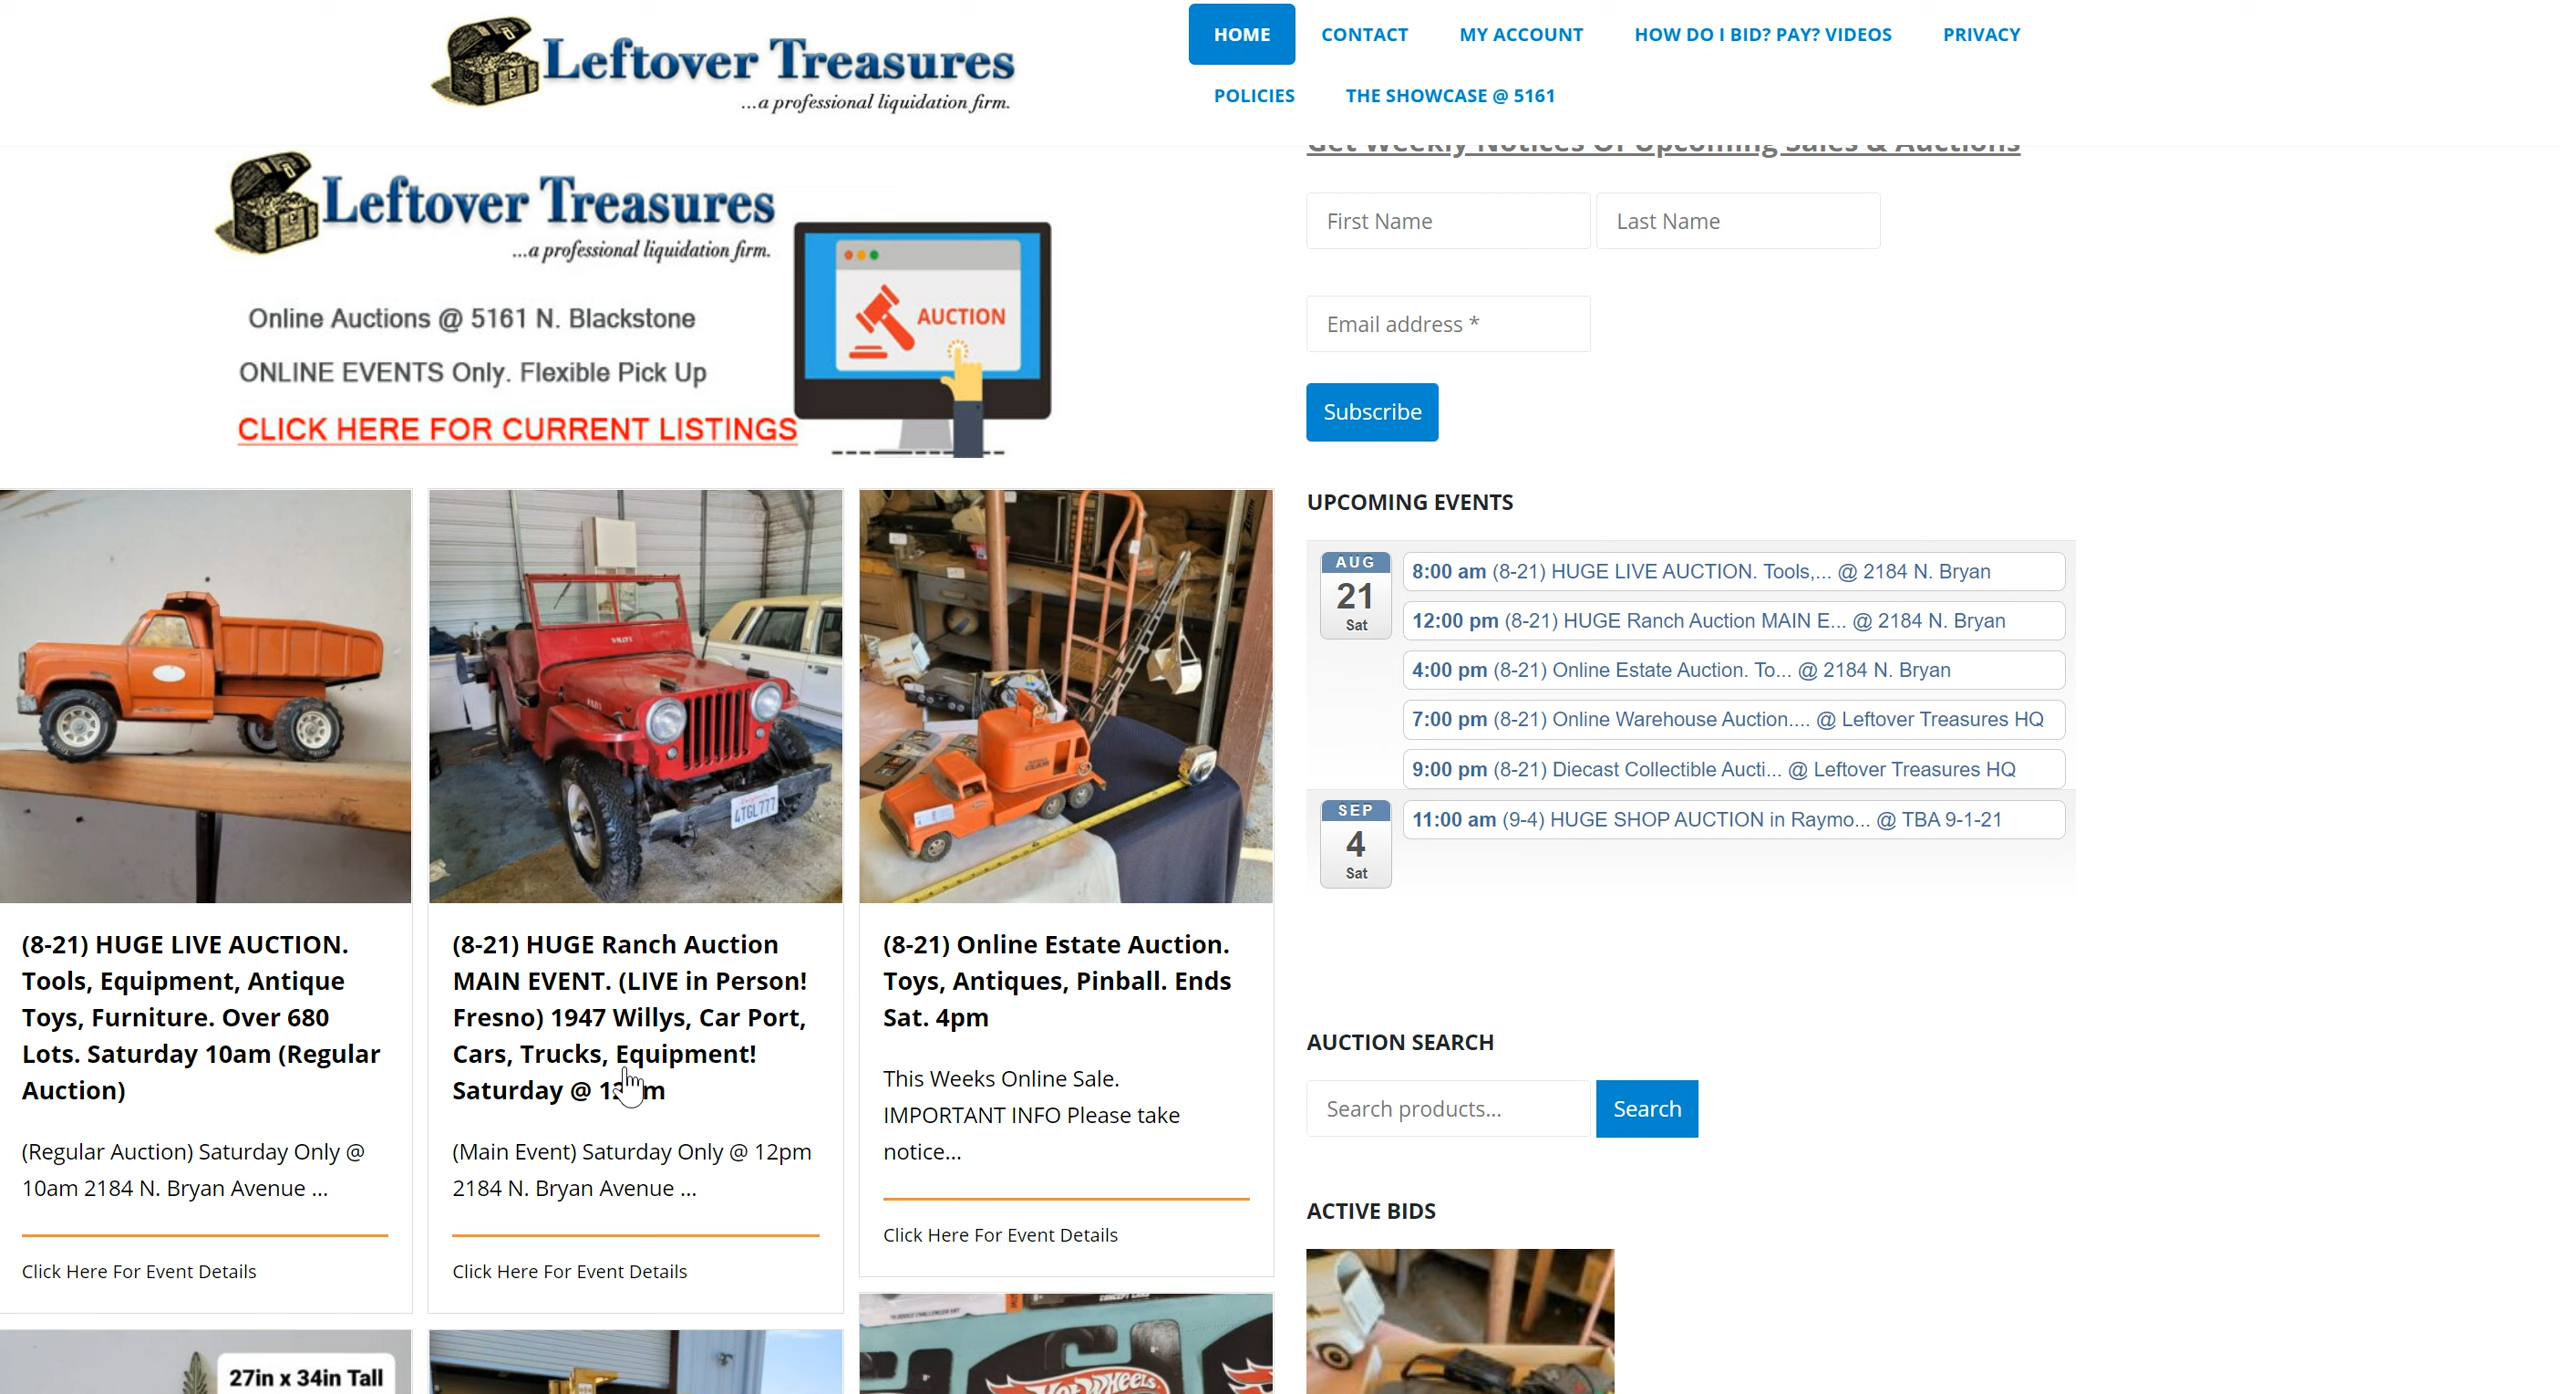 Leftover Treasures
...a professional liquidation firm.
HOME
CONTACT
MY ACCOUNT
HOW DO I BID? PAY? VIDEOS
PRIVACY
POLICIES
THE SHOWCASE @ 5161
Leftover Treasures
...a professional liquidation firm.
Online Auctions @ 5161 N. Blackstone
ONLINE EVENTS Only. Flexible Pick Up
CLICK HERE FOR CURRENT LISTINGS
AUCTION
Get Weekly Notices Of Upcoming Sales & Auctions
First Name
Last Name
Email address *
Subscribe
UPCOMING EVENTS
AUG
21
Sat
8:00 am (8-21) HUGE LIVE AUCTION. Tools,... @ 2184 N. Bryan
12:00 pm (8-21) HUGE Ranch Auction MAIN E... @ 2184 N. Bryan
4:00 pm (8-21) Online Estate Auction. To... @ 2184 N. Bryan
7:00 pm (8-21) Online Warehouse Auction.... @ Leftover Treasures HQ
9:00 pm (8-21) Diecast Collectible Aucti... @ Leftover Treasures HQ
SEP
4
Sat
11:00 am (9-4) HUGE SHOP AUCTION in Raymo... @ TBA 9-1-21
WILLYS
4TGL777
(8-21) HUGE LIVE AUCTION.
Tools, Equipment, Antique
Toys, Furniture. Over 680
Lots. Saturday 10am (Regular
Auction)
(Regular Auction) Saturday Only @
10am 2184 N. Bryan Avenue ...
Click Here For Event Details
(8-21) HUGE Ranch Auction
MAIN EVENT. (LIVE in Person!
Fresno) 1947 Willys, Car Port,
Cars, Trucks, Equipment!
Saturday @
(Main Event) Saturday Only @ 12pm
2184 N. Bryan Avenue ...
Click Here For Event Details
(8-21) Online Estate Auction.
Toys, Antiques, Pinball. Ends
Sat. 4pm
This Weeks Online Sale.
IMPORTANT INFO Please take
notice...
Click Here For Event Details
AUCTION SEARCH
Search products...
Search
ACTIVE BIDS
27in x 34in Tall
HOT WHEELS